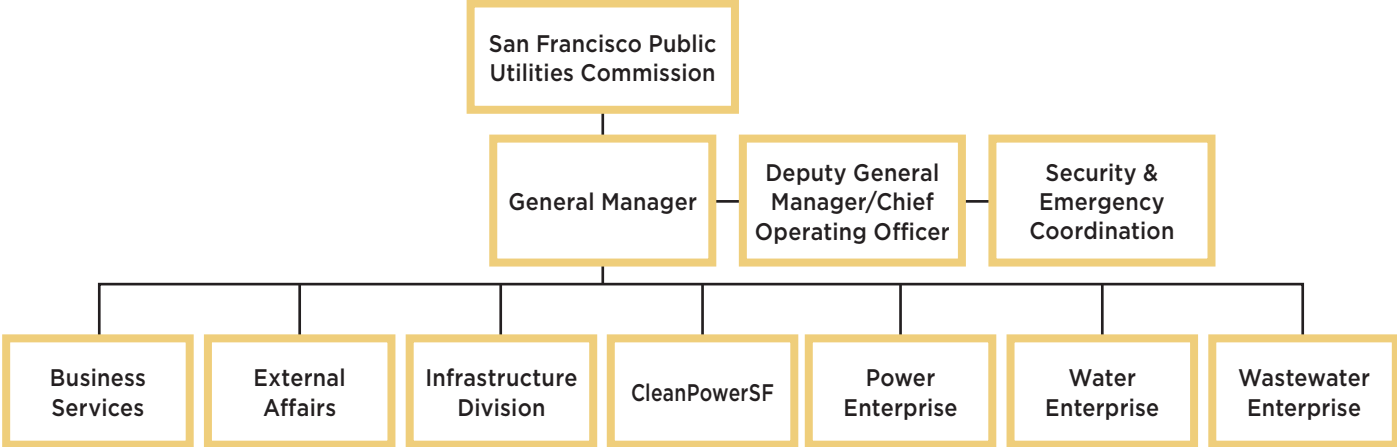 San Francisco Public
Utilities Commission
General Manager
Deputy General
Manager/Chief
Operating Officer
Security &
Emergency
Coordination
Business
Services
External
Affairs
Infrastructure
Division
CleanPowerSF
Power
Enterprise
Water
Enterprise
Wastewater
Enterprise